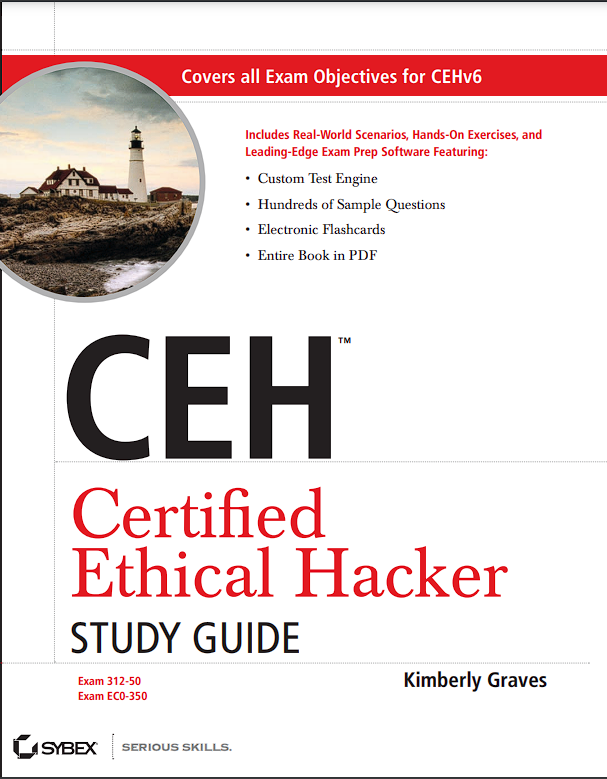 Covers all Exam Objectives for CEHv6
Includes Real-World Scenarios, Hands-On Exercises, and
Leading-Edge Exam Prep Software Featuring:
• Custom Test Engine
• Hundreds of Sample Questions
• Electronic Flashcards
• Entire Book in PDF
CEH™
Certified
Ethical Hacker
STUDY GUIDE
Exam 312-50
Exam EC0-350
Kimberly Graves
SYBEX
SERIOUS SKILLS.